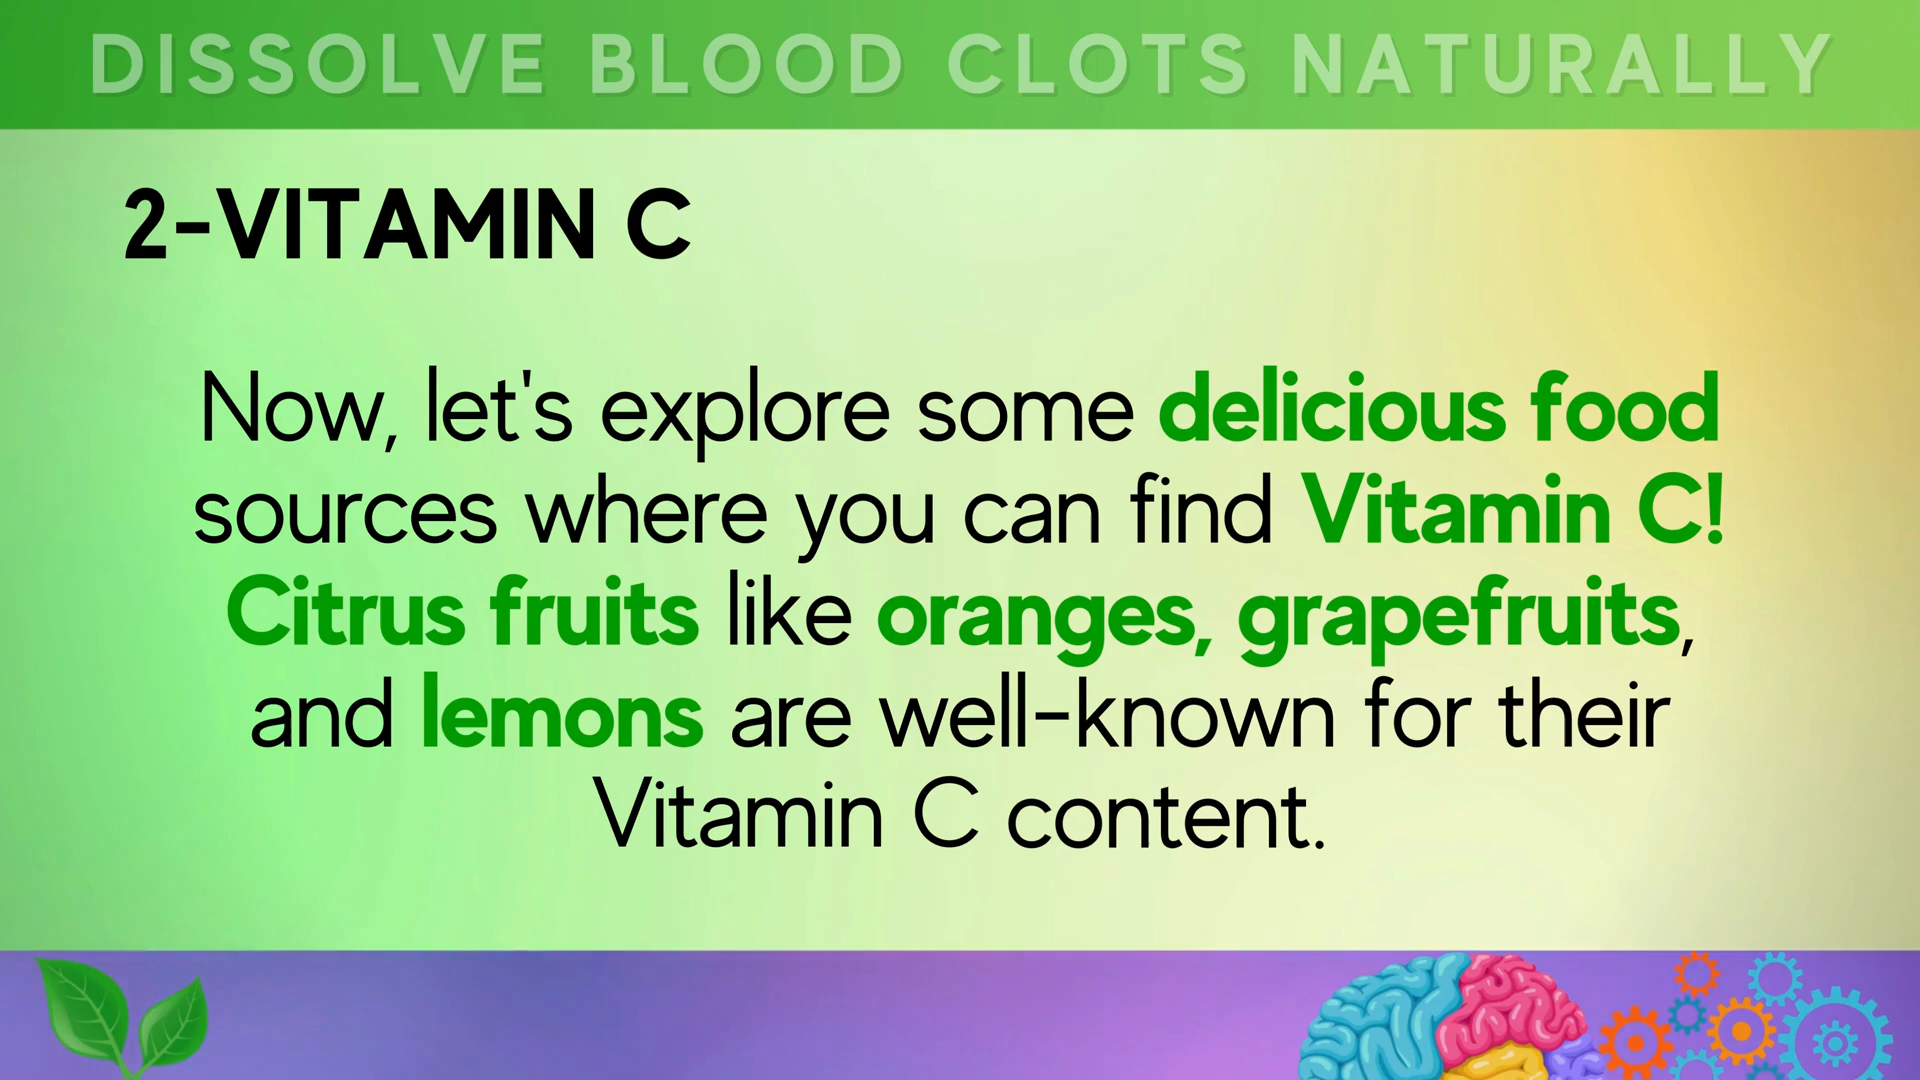 DISSOLVE BLOOD CLOTS NATURALLY
2-VITAMIN C
Now, let's explore some delicious food
sources where you can find Vitamin C!
Citrus fruits like oranges, grapefruits,
and lemons are well-known for their
Vitamin C content.